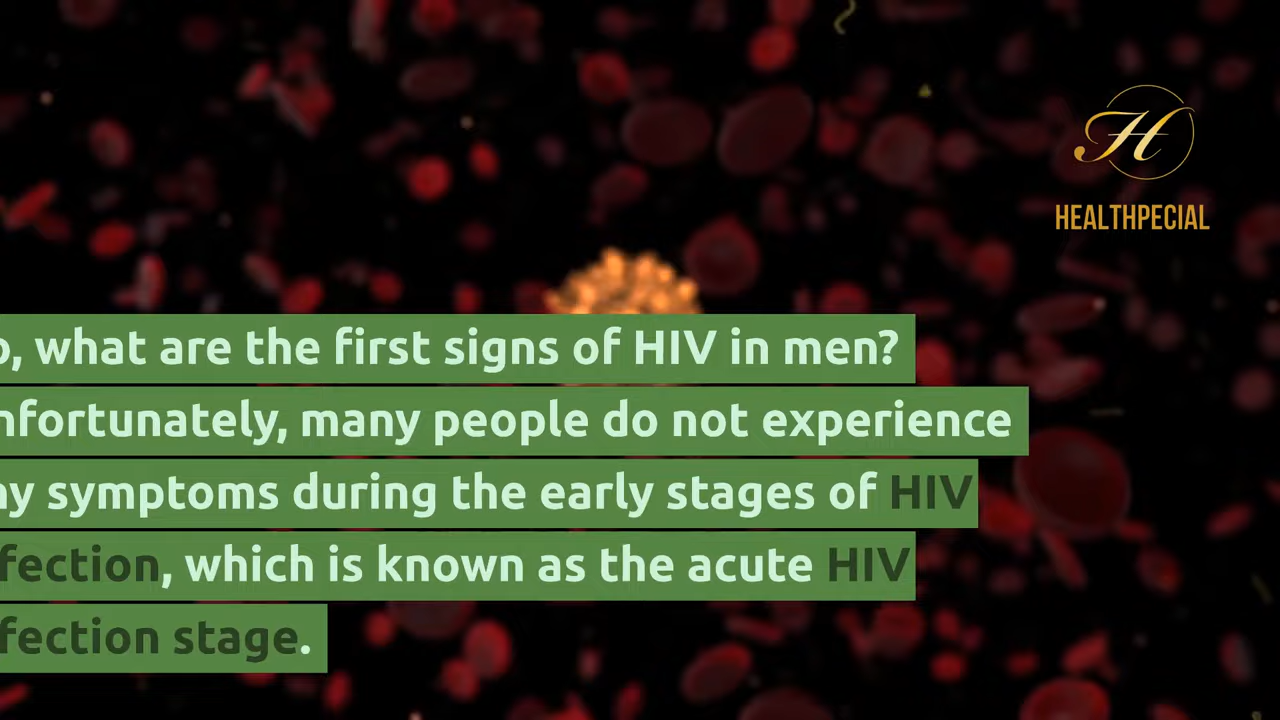 H
HEALTHPECIAL
o, what are the first signs of HIV in men?
nfortunately, many people do not experience
ny symptoms during the early stages of HIV
fection, which is known as the acute HIV
fection stage.